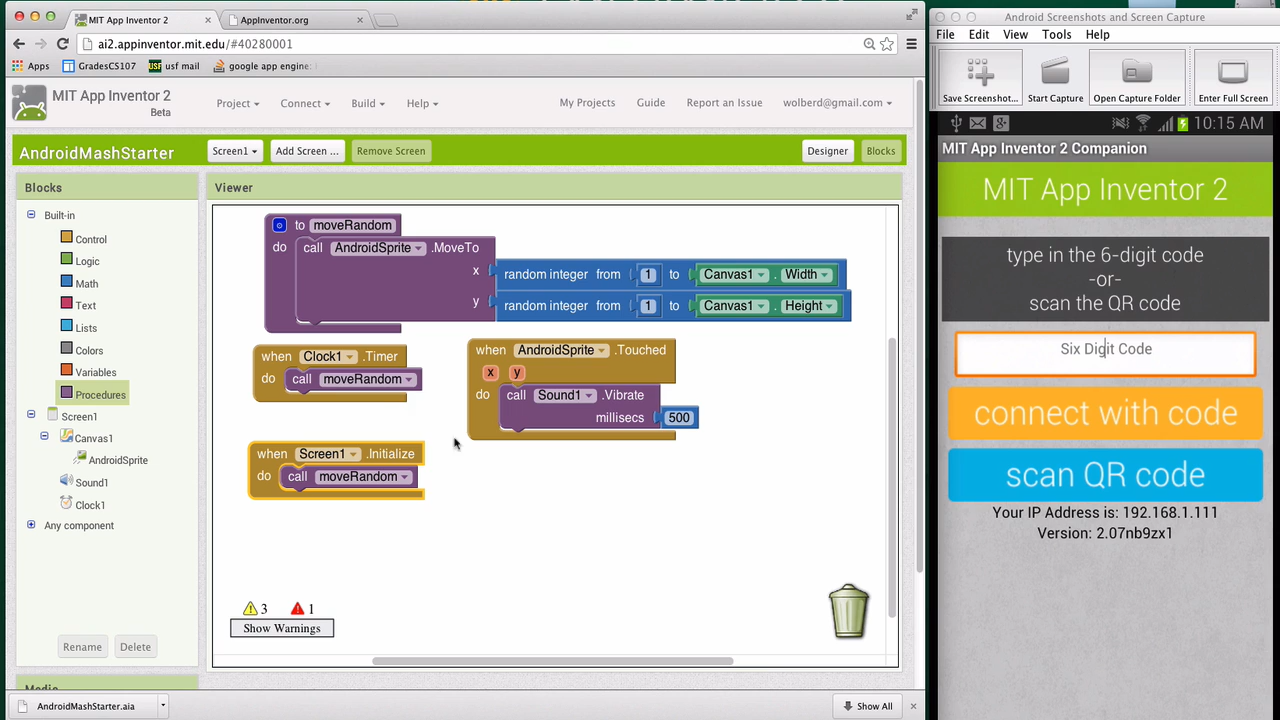 MIT App Inventor 2
AppInventor.org
ai2.appinventor.mit.edu/#40280001
Apps
GradesCS107
USF
usf mail
google app engine:
MIT App Inventor 2
Beta
Project
Connect
Build
Help
My Projects
Guide
Report an Issue
wolberd@gmail.com
AndroidMashStarter
Screen1
Add Screen ...
Remove Screen
Designer
Blocks
Blocks
Built-in
Control
Logic
Math
Text
Lists
Colors
Variables
Procedures
Screen1
Canvas1
AndroidSprite
Sound1
Clock1
Any component
Rename
Delete
Media
Viewer
to moveRandom
do call AndroidSprite .MoveTo
x random integer from 1 to Canvas1 . Width
y random integer from 1 to Canvas1 . Height
when Clock1 .Timer
do call moveRandom
when AndroidSprite .Touched
x y
do call Sound1 .Vibrate
millisecs 500
when Screen1 .Initialize
do call moveRandom
3 1
Show Warnings
AndroidMashStarter.aia
Show All
Android Screenshots and Screen Capture
File Edit View Tools Help
Save Screenshot...
Start Capture
Open Capture Folder
Enter Full Screen
10:15 AM
MIT App Inventor 2 Companion
MIT App Inventor 2
type in the 6-digit code
-or-
scan the QR code
Six Digit Code
connect with code
scan QR code
Your IP Address is: 192.168.1.111
Version: 2.07nb9zx1